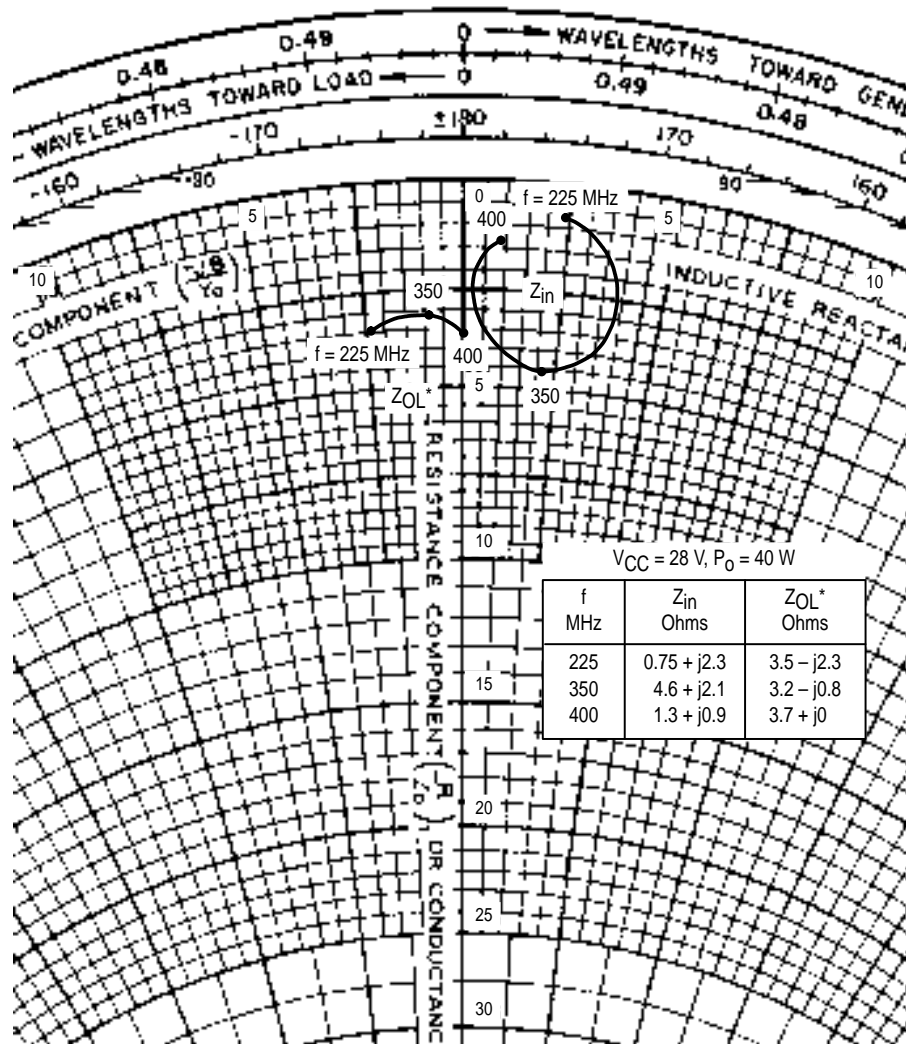 0.48 0.49 0 WAVELENGTHS TOWARD GENE
WAVELENGTHS TOWARD LOAD 0 0.49 0.48
-160 -170 ±180 170 160
-90 90
0
f = 225 MHz
400
5 5
10 10
COMPONENT
INDUCTIVE REACTA
350
Zin
f = 225 MHz
400
350
ZOL*
5
RESISTANCE COMPONENT (R/Zo), OR CONDUCTANC
10
15
20
25
30
VCC = 28 V, Po = 40 W
f MHz Zin Ohms ZOL* Ohms
225 0.75 + j2.3 3.5 – j2.3
350 4.6 + j2.1 3.2 – j0.8
400 1.3 + j0.9 3.7 + j0